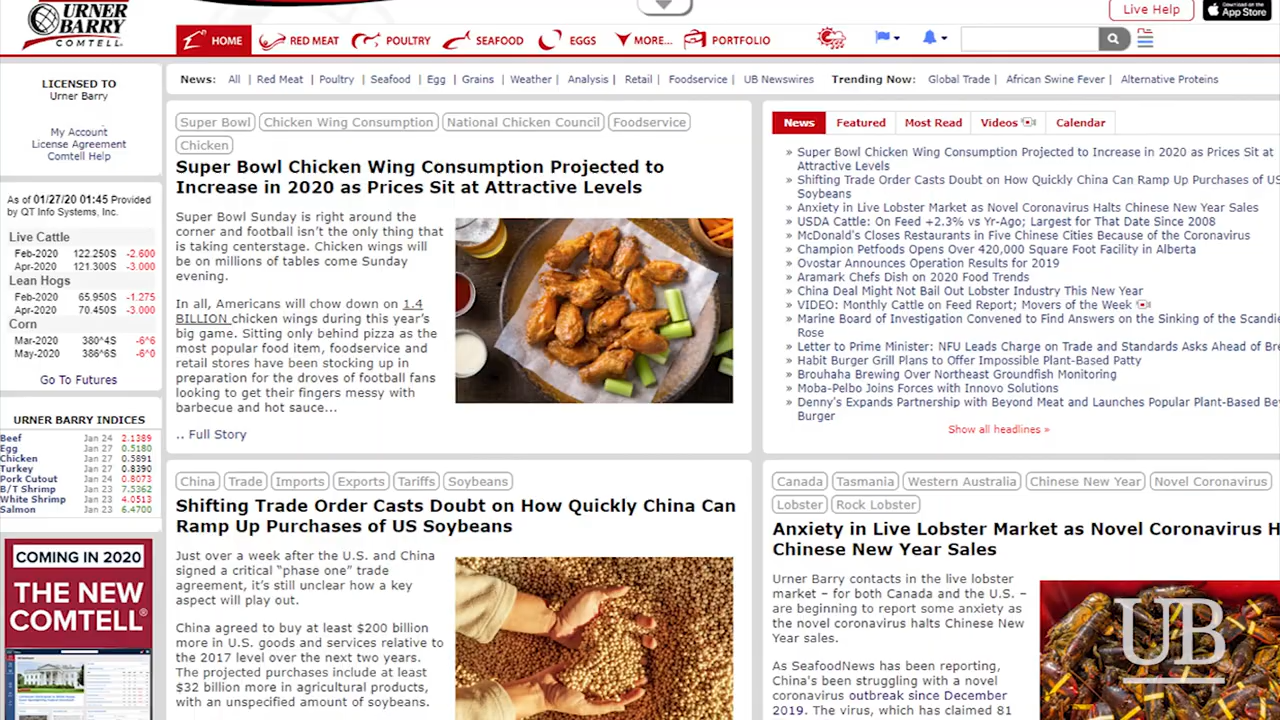 URNER
BARRY
COMTELL
Live Help
Download on the
App Store
HOME
RED MEAT
POULTRY
SEAFOOD
EGGS
MORE...
PORTFOLIO
LICENSED TO
Urner Barry
My Account
License Agreement
Comtell Help
As of 01/27/20 01:45 Provided
by QT Info Systems, Inc.
Live Cattle
Feb-2020 122.250S -2.600
Apr-2020 121.300S -3.000
Lean Hogs
Feb-2020 65.950S -1.275
Apr-2020 70.450S -3.000
Corn
Mar-2020 380^4S -6^6
May-2020 386^6S -6^0
Go To Futures
URNER BARRY INDICES
Beef Jan 24 2.1389
Egg Jan 27 0.5180
Chicken Jan 27 0.5891
Turkey Jan 27 0.8390
Pork Cutout Jan 24 0.8073
B/T Shrimp Jan 23 7.5362
White Shrimp Jan 23 4.0513
Salmon Jan 23 6.4700
COMING IN 2020
THE NEW
COMTELL®
News: All | Red Meat | Poultry | Seafood | Egg | Grains | Weather | Analysis | Retail | Foodservice | UB Newswires
Trending Now: Global Trade | African Swine Fever | Alternative Proteins
Super Bowl Chicken Wing Consumption National Chicken Council Foodservice
Chicken
Super Bowl Chicken Wing Consumption Projected to
Increase in 2020 as Prices Sit at Attractive Levels
Super Bowl Sunday is right around the
corner and football isn't the only thing that
is taking centerstage. Chicken wings will
be on millions of tables come Sunday
evening.
In all, Americans will chow down on 1.4
BILLION chicken wings during this year's
big game. Sitting only behind pizza as the
most popular food item, foodservice and
retail stores have been stocking up in
preparation for the droves of football fans
looking to get their fingers messy with
barbecue and hot sauce...
.. Full Story
News Featured Most Read Videos Calendar
» Super Bowl Chicken Wing Consumption Projected to Increase in 2020 as Prices Sit at
Attractive Levels
» Shifting Trade Order Casts Doubt on How Quickly China Can Ramp Up Purchases of US
Soybeans
» Anxiety in Live Lobster Market as Novel Coronavirus Halts Chinese New Year Sales
» USDA Cattle: On Feed +2.3% vs Yr-Ago; Largest for That Date Since 2008
» McDonald's Closes Restaurants in Five Chinese Cities Because of the Coronavirus
» Champion Petfoods Opens Over 420,000 Square Foot Facility in Alberta
» Ovostar Announces Operation Results for 2019
» Aramark Chefs Dish on 2020 Food Trends
» China Deal Might Not Bail Out Lobster Industry This New Year
» VIDEO: Monthly Cattle on Feed Report; Movers of the Week
» Marine Board of Investigation Convened to Find Answers on the Sinking of the Scandie
Rose
» Letter to Prime Minister: NFU Leads Charge on Trade and Standards Asks Ahead of Bre
» Habit Burger Grill Plans to Offer Impossible Plant-Based Patty
» Brouhaha Brewing Over Northeast Groundfish Monitoring
» Moba-Pelbo Joins Forces with Innovo Solutions
» Denny's Expands Partnership with Beyond Meat and Launches Popular Plant-Based Bey
Burger
Show all headlines »
China Trade Imports Exports Tariffs Soybeans
Shifting Trade Order Casts Doubt on How Quickly China Can
Ramp Up Purchases of US Soybeans
Just over a week after the U.S. and China
signed a critical "phase one" trade
agreement, it's still unclear how a key
aspect will play out.
China agreed to buy at least $200 billion
more in U.S. goods and services relative to
the 2017 level over the next two years.
The projected purchases include at least
$32 billion more in agricultural products,
with an unspecified amount of soybeans.
Canada Tasmania Western Australia Chinese New Year Novel Coronavirus
Lobster Rock Lobster
Anxiety in Live Lobster Market as Novel Coronavirus H
Chinese New Year Sales
Urner Barry contacts in the live lobster
market – for both Canada and the U.S. –
are beginning to report some anxiety as
the novel coronavirus halts Chinese New
Year sales.
As SeafoodNews has been reporting,
China's been struggling with a novel
coronavirus outbreak since December
2019. The virus, which has claimed 81
UB